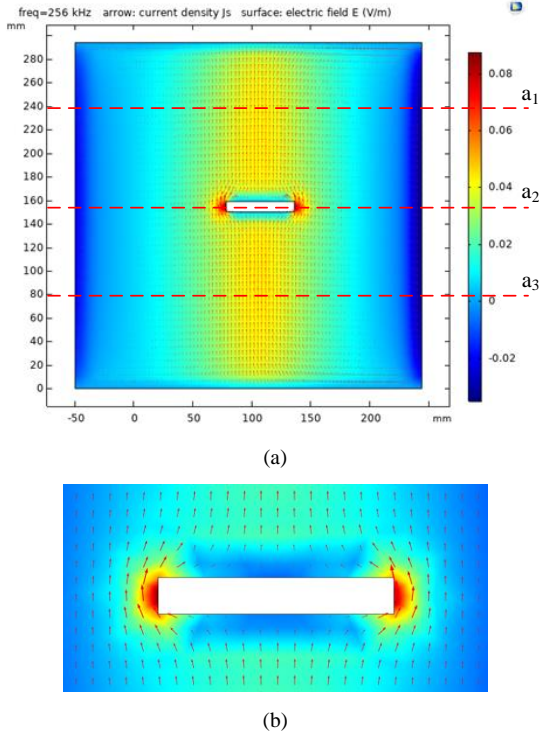 freq=256 kHz arrow: current density Js surface: electric field E (V/m)
mm
280
260
240
220
200
180
160
140
120
100
80
60
40
20
0
-50 0 50 100 150 200 mm
0.08
0.06
0.04
0.02
0
-0.02
a1
a2
a3
(a)
(b)